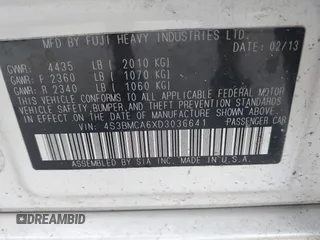 MFD BY FUJI HEAVY INDUSTRIES LTD.
DATE: 02/13
GVWR: 4435 LB ( 2010 KG)
GAWR: F 2360 LB ( 1070 KG)
GAWR: R 2340 LB ( 1060 KG)
THIS VEHICLE CONFORMS TO ALL APPLICABLE FEDERAL MOTOR
VEHICLE SAFETY, BUMPER, AND THEFT PREVENTION STANDARDS
IN EFFECT ON THE DATE OF MANUFACTURE SHOWN ABOVE.
VIN: 4S3BMCA6XD3036641 PASSENGER CAR
ASSEMBLED BY SIA INC. MADE IN U.S.A.
DREAMBID